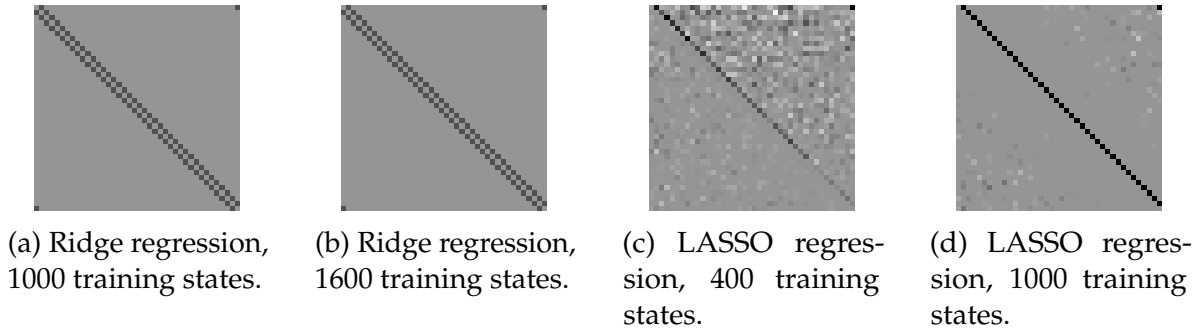 (a) Ridge regression,
1000 training states.
(b) Ridge regression,
1600 training states.
(c) LASSO regres-
sion, 400 training
states.
(d) LASSO regres-
sion, 1000 training
states.